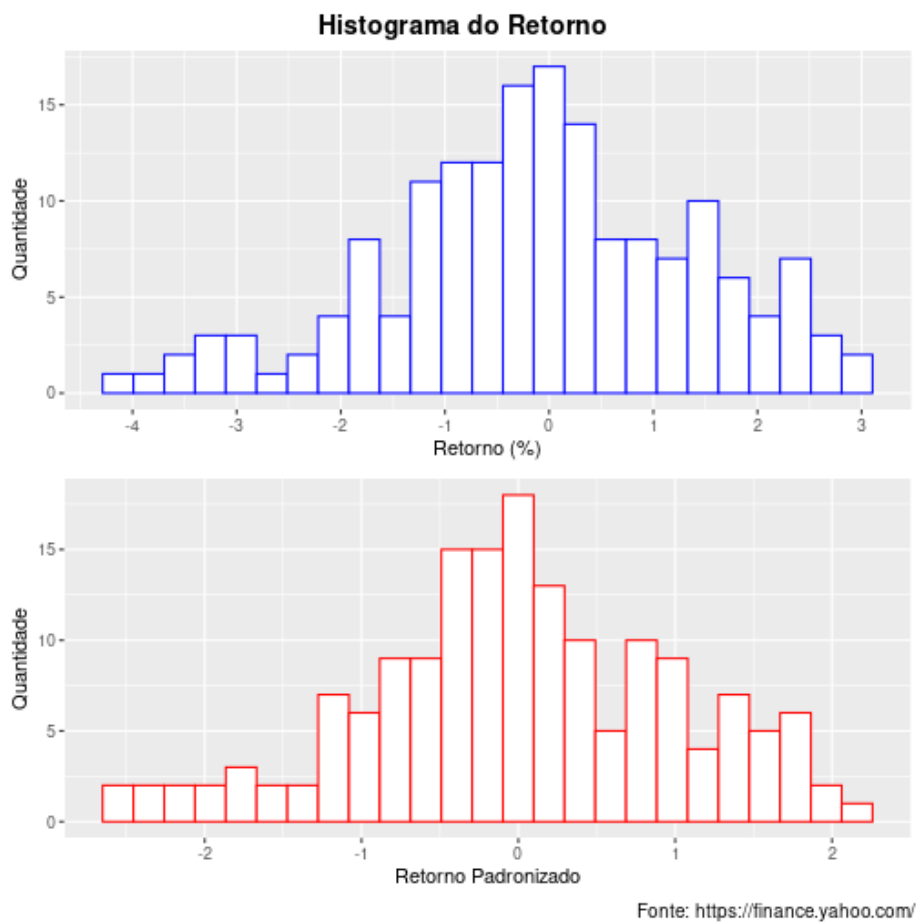 Histograma do Retorno
Quantidade
15
10
5
0
-4 -3 -2 -1 0 1 2 3
Retorno (%)
Quantidade
15
10
5
0
-2 -1 0 1 2
Retorno Padronizado
Fonte: https://finance.yahoo.com/